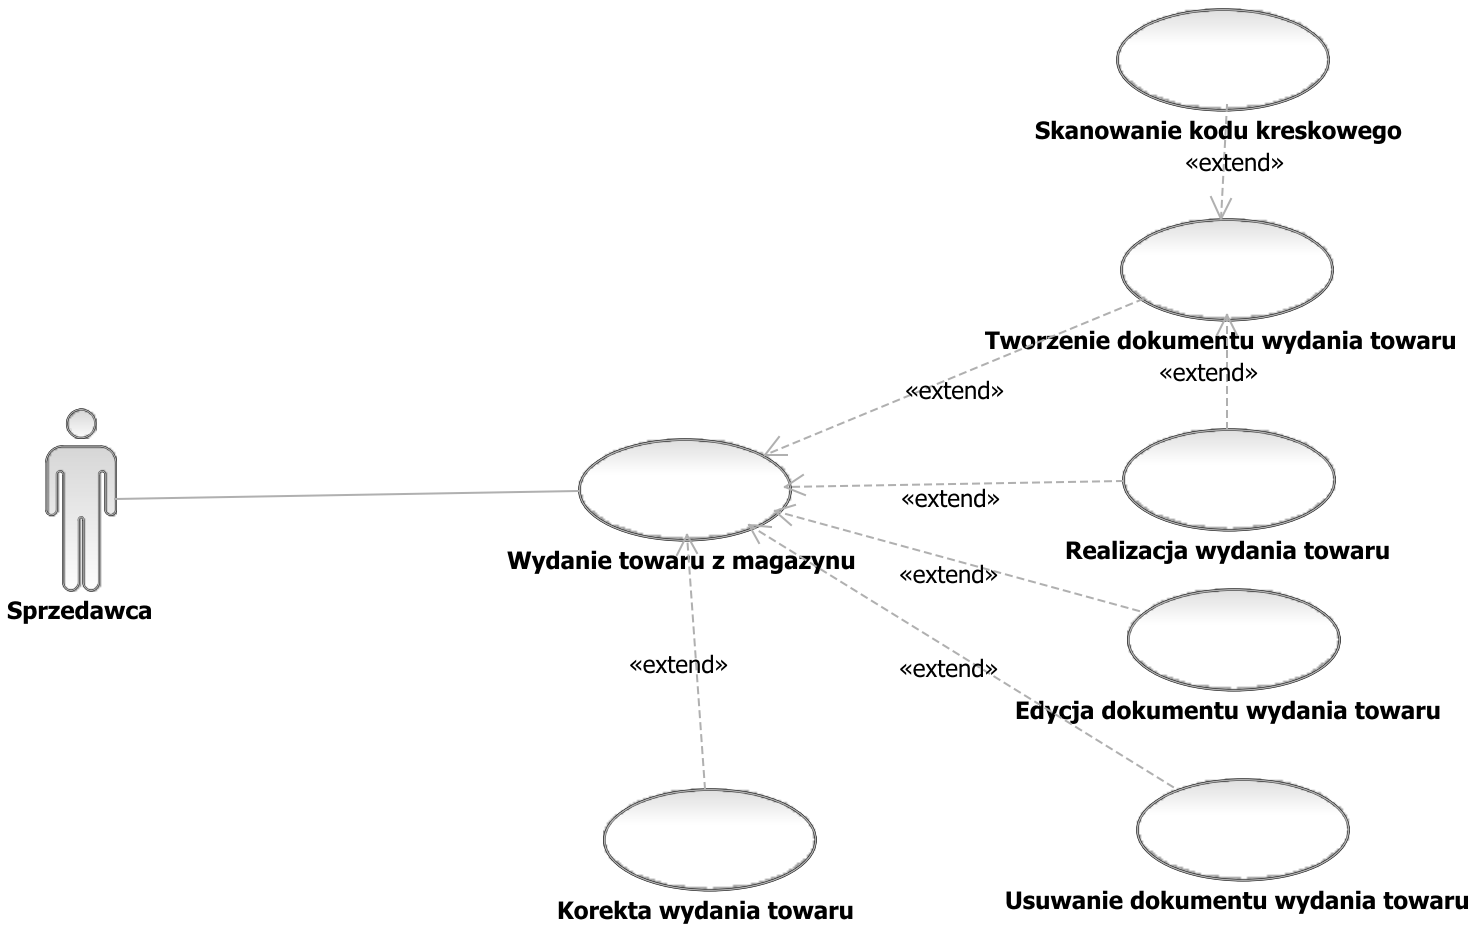 Skanowanie kodu kreskowego
«extend»
Tworzenie dokumentu wydania towaru
«extend»
«extend»
«extend»
Realizacja wydania towaru
Wydanie towaru z magazynu
«extend»
Sprzedawca
«extend»
«extend»
Edycja dokumentu wydania towaru
Usuwanie dokumentu wydania towaru
Korekta wydania towaru